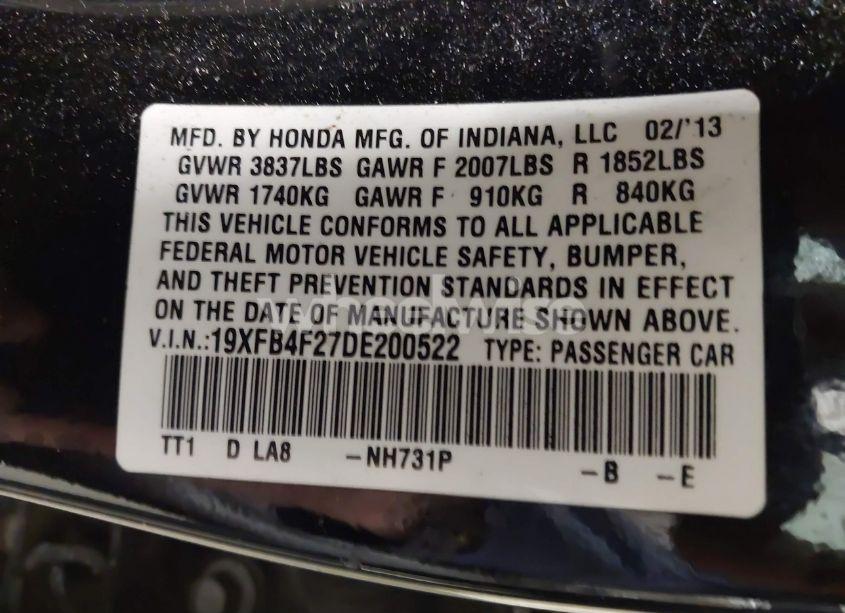 MFD. BY HONDA MFG. OF INDIANA, LLC 02/'13
GVWR 3837LBS GAWR F 2007LBS R 1852LBS
GVWR 1740KG GAWR F 910KG R 840KG
THIS VEHICLE CONFORMS TO ALL APPLICABLE
FEDERAL MOTOR VEHICLE SAFETY, BUMPER,
AND THEFT PREVENTION STANDARDS IN EFFECT
ON THE DATE OF MANUFACTURE SHOWN ABOVE.
V.I.N.:19XFB4F27DE200522 TYPE: PASSENGER CAR
TT1 D LA8 -NH731P -B -E